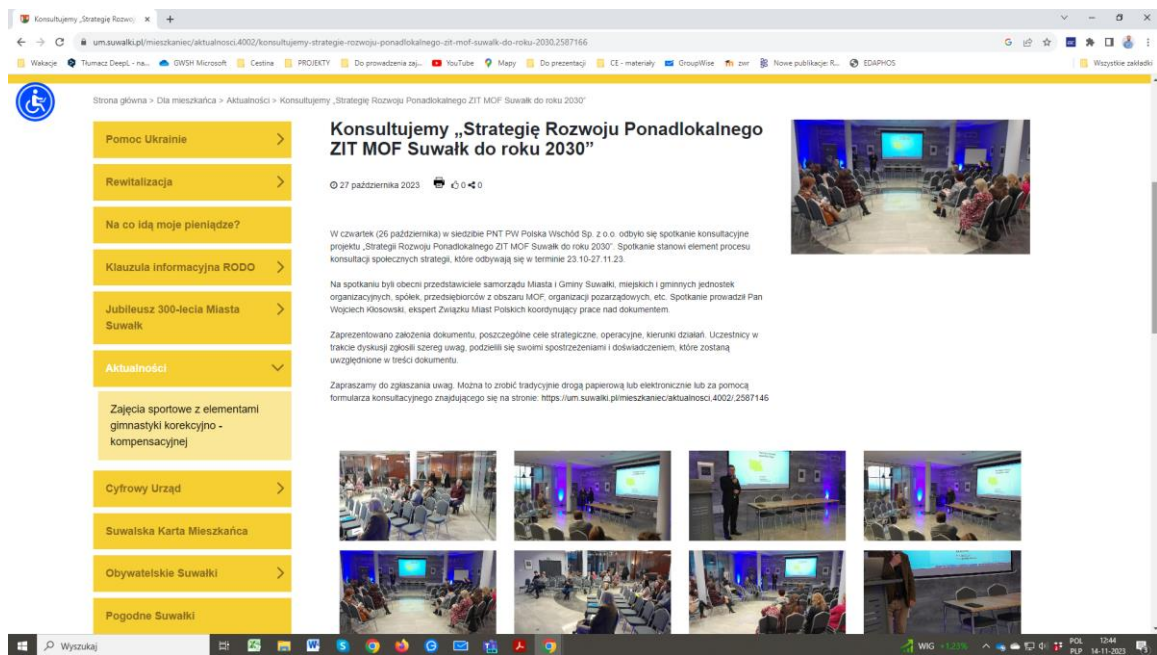 Konsultujemy „Strategię Rozwoj
um.suwalki.pl/mieszkaniec/aktualnosci,4002/konsultujemy-strategie-rozwoju-ponadlokalnego-zit-mof-suwalk-do-roku-2030,2587166
Wakacje Tłumacz DeepL - na... GWSH Microsoft Cestina PROJEKTY Do prowadzenia zaj... YouTube Mapy Do prezentacji CE - materiały GroupWise zwr Nowe publikacje: R... EDAPHOS Wszystkie zakładki
Strona główna > Dla mieszkańca > Aktualności > Konsultujemy „Strategię Rozwoju Ponadlokalnego ZIT MOF Suwałk do roku 2030”
Pomoc Ukrainie
Rewitalizacja
Na co idą moje pieniądze?
Klauzula informacyjna RODO
Jubileusz 300-lecia Miasta
Suwałk
Aktualności
Zajęcia sportowe z elementami
gimnastyki korekcyjno -
kompensacyjnej
Cyfrowy Urząd
Suwalska Karta Mieszkańca
Obywatelskie Suwałki
Pogodne Suwałki
Konsultujemy „Strategię Rozwoju Ponadlokalnego
ZIT MOF Suwałk do roku 2030”
27 października 2023 0 0
W czwartek (26 października) w siedzibie PNT PW Polska Wschód Sp. z o.o. odbyło się spotkanie konsultacyjne
projektu „Strategii Rozwoju Ponadlokalnego ZIT MOF Suwałk do roku 2030”. Spotkanie stanowi element procesu
konsultacji społecznych strategii, które odbywają się w terminie 23.10-27.11.23.
Na spotkaniu byli obecni przedstawiciele samorządu Miasta i Gminy Suwałki, miejskich i gminnych jednostek
organizacyjnych, spółek, przedsiębiorców z obszaru MOF, organizacji pozarządowych, etc. Spotkanie prowadził Pan
Wojciech Kłosowski, ekspert Związku Miast Polskich koordynujący prace nad dokumentem.
Zaprezentowano założenia dokumentu, poszczególne cele strategiczne, operacyjne, kierunki działań. Uczestnicy w
trakcie dyskusji zgłosili szereg uwag, podzielili się swoimi spostrzeżeniami i doświadczeniem, które zostaną
uwzględnione w treści dokumentu.
Zapraszamy do zgłaszania uwag. Można to zrobić tradycyjnie drogą papierową lub elektronicznie lub za pomocą
formularza konsultacyjnego znajdującego się na stronie: https://um.suwalki.pl/mieszkaniec/aktualnosci,4002/,2587146
Wyszukaj
WIG +1,23%
POL 12:44
PLP 14-11-2023